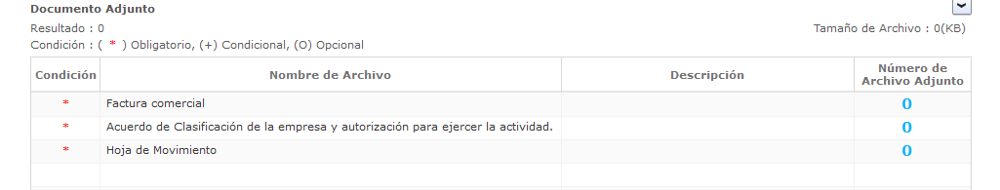 Documento Adjunto
Resultado : 0
Tamaño de Archivo : 0(KB)
Condición : ( * ) Obligatorio, (+) Condicional, (O) Opcional
Condición Nombre de Archivo Descripción Número de Archivo Adjunto
* Factura comercial 0
* Acuerdo de Clasificación de la empresa y autorización para ejercer la actividad. 0
* Hoja de Movimiento 0